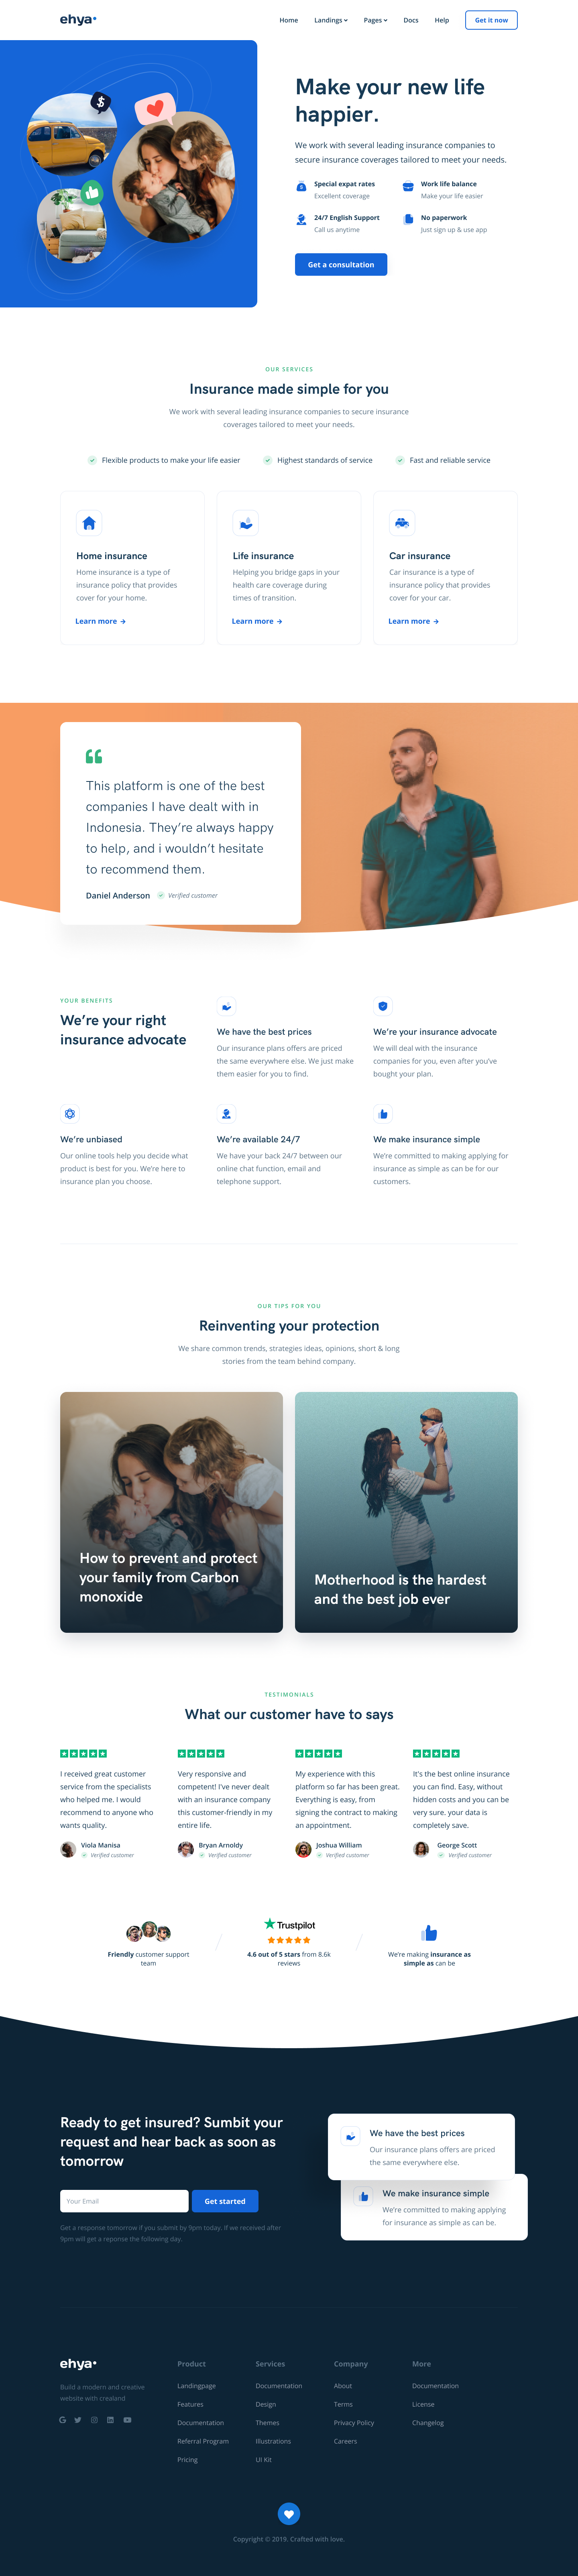 ehya
Home Landings Pages Docs Help Get it now
Make your new life
happier.
We work with several leading insurance companies to
secure insurance coverages tailored to meet your needs.
Special expat rates
Excellent coverage
Work life balance
Make your life easier
24/7 English Support
Call us anytime
No paperwork
Just sign up & use app
Get a consultation
OUR SERVICES
Insurance made simple for you
We work with several leading insurance companies to secure insurance
coverages tailored to meet your needs.
Flexible products to make your life easier
Highest standards of service
Fast and reliable service
Home insurance
Home insurance is a type of
insurance policy that provides
cover for your home.
Learn more →
Life insurance
Helping you bridge gaps in your
health care coverage during
times of transition.
Learn more →
Car insurance
Car insurance is a type of
insurance policy that provides
cover for your car.
Learn more →
This platform is one of the best
companies I have dealt with in
Indonesia. They're always happy
to help, and i wouldn't hesitate
to recommend them.
Daniel Anderson Verified customer
YOUR BENEFITS
We're your right
insurance advocate
We have the best prices
Our insurance plans offers are priced
the same everywhere else. We just make
them easier for you to find.
We're your insurance advocate
We will deal with the insurance
companies for you, even after you've
bought your plan.
We're unbiased
Our online tools help you decide what
product is best for you. We're here to
insurance plan you choose.
We're available 24/7
We have your back 24/7 between our
online chat function, email and
telephone support.
We make insurance simple
We're committed to making applying for
insurance as simple as can be for our
customers.
OUR TIPS FOR YOU
Reinventing your protection
We share common trends, strategies ideas, opinions, short & long
stories from the team behind company.
How to prevent and protect
your family from Carbon
monoxide
Motherhood is the hardest
and the best job ever
TESTIMONIALS
What our customer have to says
I received great customer
service from the specialists
who helped me. I would
recommend to anyone who
wants quality.
Viola Manisa
Verified customer
Very responsive and
competent! I've never dealt
with an insurance company
this customer-friendly in my
entire life.
Bryan Arnoldy
Verified customer
My experience with this
platform so far has been great.
Everything is easy, from
signing the contract to making
an appointment.
Joshua William
Verified customer
It's the best online insurance
you can find. Easy, without
hidden costs and you can be
very sure. your data is
completely save.
George Scott
Verified customer
Friendly customer support
team
Trustpilot
4.6 out of 5 stars from 8.6k
reviews
We're making insurance as
simple as can be
Ready to get insured? Sumbit your
request and hear back as soon as
tomorrow
Your Email
Get started
Get a response tomorrow if you submit by 9pm today. If we received after
9pm will get a reponse the following day.
We have the best prices
Our insurance plans offers are priced
the same everywhere else.
We make insurance simple
We're committed to making applying
for insurance as simple as can be.
ehya
Build a modern and creative
website with crealand
Product
Landingpage
Features
Documentation
Referral Program
Pricing
Services
Documentation
Design
Themes
Illustrations
UI Kit
Company
About
Terms
Privacy Policy
Careers
More
Documentation
License
Changelog
Copyright © 2019. Crafted with love.